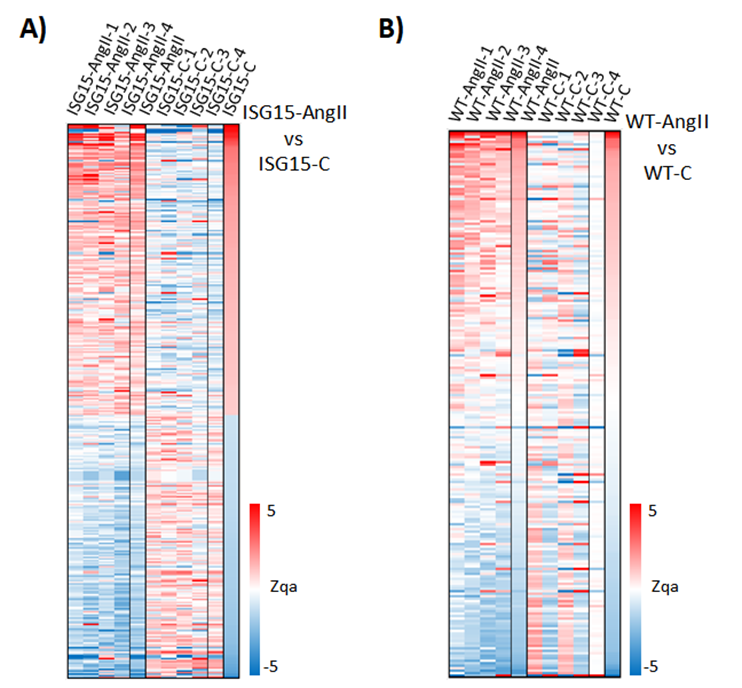 A)
ISG15-AngII-1
ISG15-AngII-2
ISG15-AngII-3
ISG15-AngII-4
ISG15-AngII
ISG15-C-1
ISG15-C-2
ISG15-C-3
ISG15-C-4
ISG15-C
ISG15-AngII
vs
ISG15-C
5
Zqa
-5
B)
WT-AngII-1
WT-AngII-2
WT-AngII-3
WT-AngII-4
WT-AngII
WT-C-1
WT-C-2
WT-C-3
WT-C-4
WT-C
WT-AngII
vs
WT-C
5
Zqa
-5